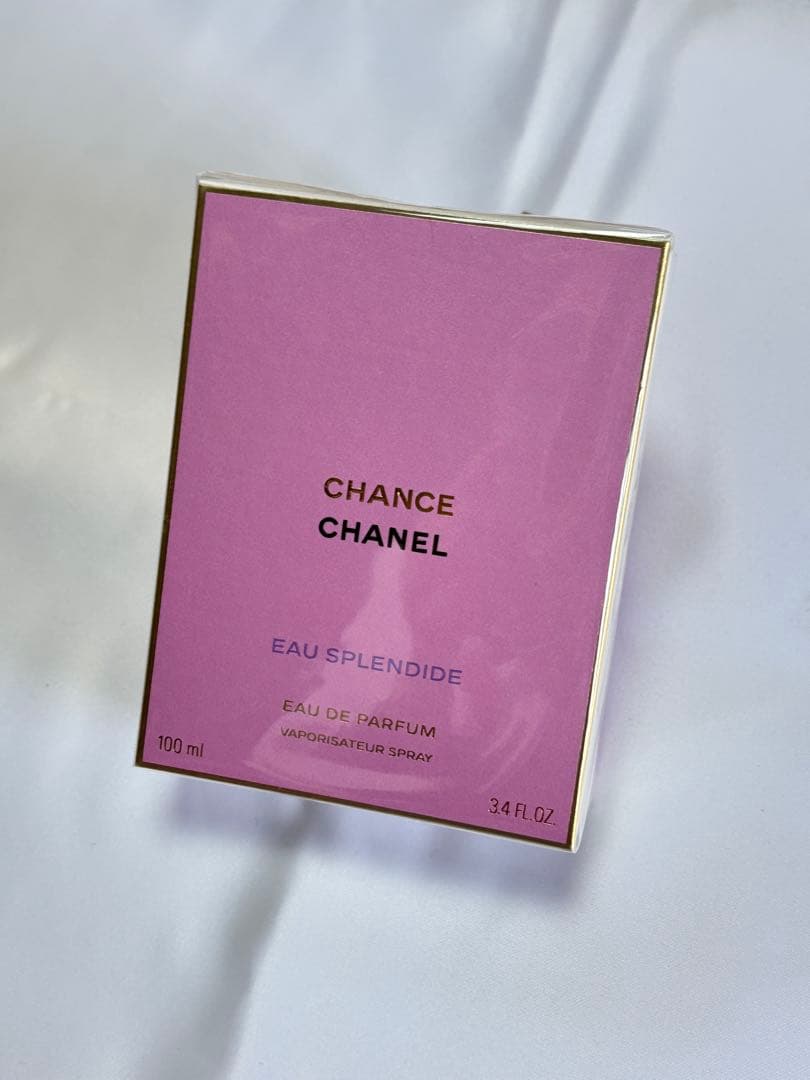 CHANCE
CHANEL
EAU SPLENDIDE
EAU DE PARFUM
VAPORISATEUR SPRAY
100 ml
3.4 FL.OZ.